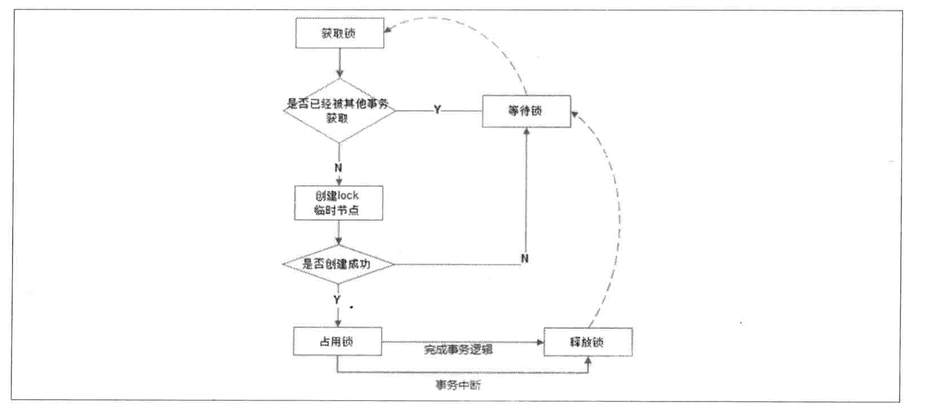 获取锁
是否已经被其他事务
获取
Y
等待锁
N
创建lock
临时节点
是否创建成功
N
Y
占用锁
完成事务逻辑
释放锁
事务中断